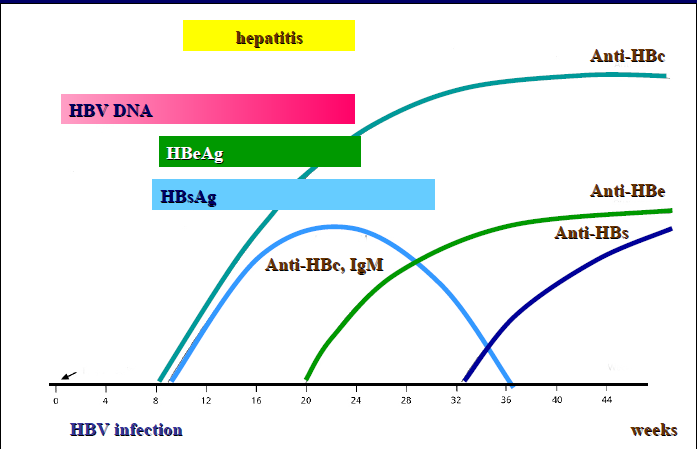 hepatitis
Anti-HBc
HBV DNA
HBeAg
HBsAg
Anti-HBe
Anti-HBs
Anti-HBc, IgM
0 4 8 12 16 20 24 28 32 36 40 44
HBV infection
weeks